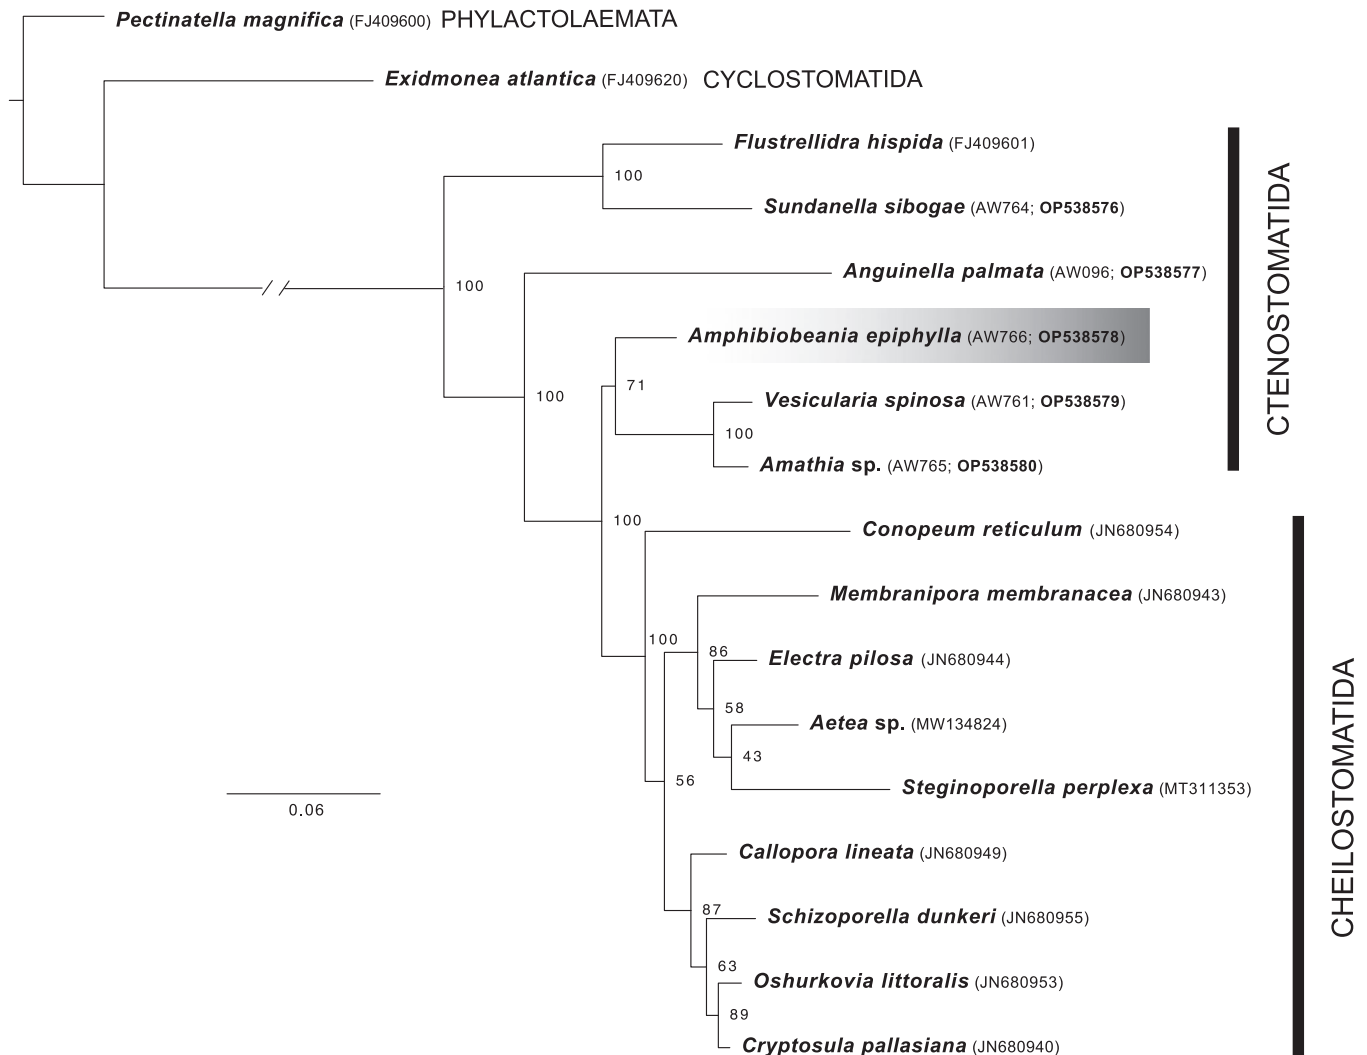 Pectinatella magnifica (FJ409600) PHYLACTOLAEMATA
Exidmonea atlantica (FJ409620) CYCLOSTOMATIDA
Flustrellidra hispida (FJ409601)
100
Sundanella sibogae (AW764; OP538576)
Anguinella palmata (AW096; OP538577)
100
Amphibiobeania epiphylla (AW766; OP538578)
71
100
Vesicularia spinosa (AW761; OP538579)
100
Amathia sp. (AW765; OP538580)
CTENOSTOMATIDA
100
Conopeum reticulum (JN680954)
Membranipora membranacea (JN680943)
100
86
Electra pilosa (JN680944)
58
Aetea sp. (MW134824)
43
56
Steginoporella perplexa (MT311353)
0.06
Callopora lineata (JN680949)
87
Schizoporella dunkeri (JN680955)
63
Oshurkovia littoralis (JN680953)
89
Cryptosula pallasiana (JN680940)
CHEILOSTOMATIDA